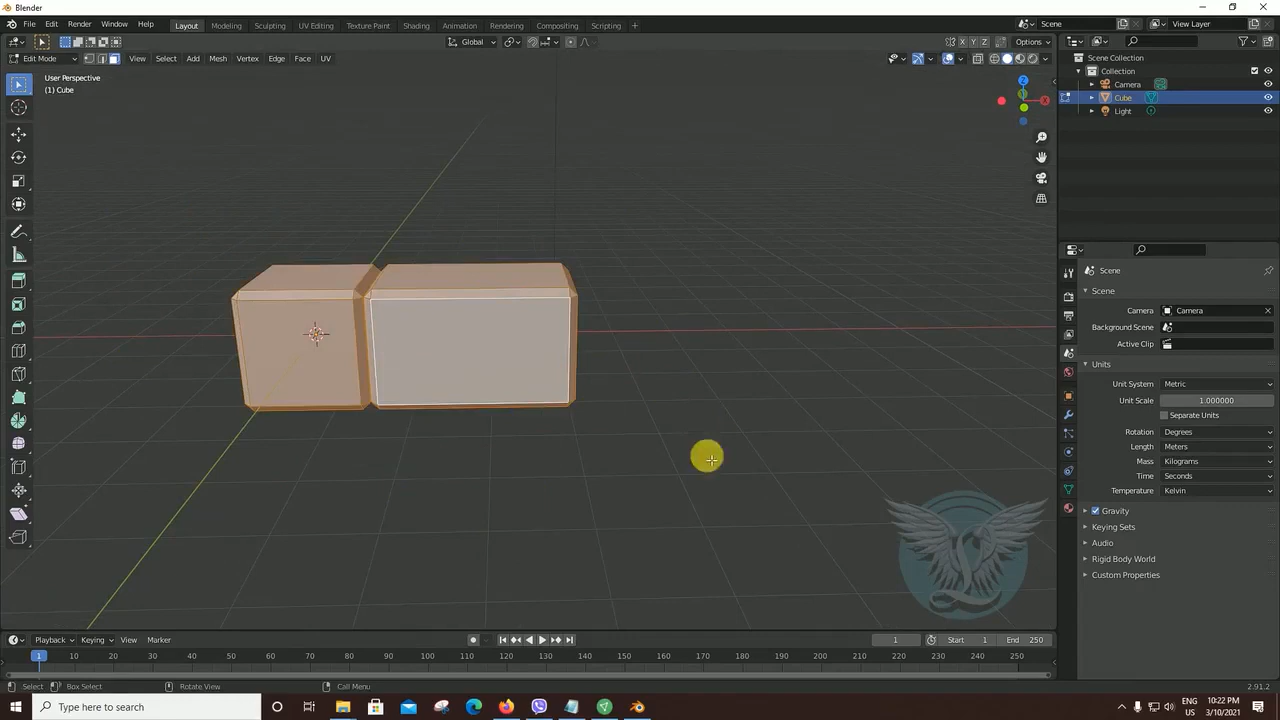 Blender
File Edit Render Window Help Layout Modeling Sculpting UV Editing Texture Paint Shading Animation Rendering Compositing Scripting + Scene View Layer
Global Options
Edit Mode View Select Add Mesh Vertex Edge Face UV
User Perspective
(1) Cube
Z
X
Scene Collection
Collection
Camera
Cube
Light
Scene
Scene
Camera Camera
Background Scene
Active Clip
Units
Unit System Metric
Unit Scale 1.000000
Separate Units
Rotation Degrees
Length Meters
Mass Kilograms
Time Seconds
Temperature Kelvin
Gravity
Keying Sets
Audio
Rigid Body World
Custom Properties
Playback Keying View Marker 1 Start 1 End 250
1 10 20 30 40 50 60 70 80 90 100 110 120 130 140 150 160 170 180 190 200 210 220 230 240 250
Select Box Select Rotate View Call Menu 2.91.2
Type here to search
ENG
US
10:22 PM
3/10/2021